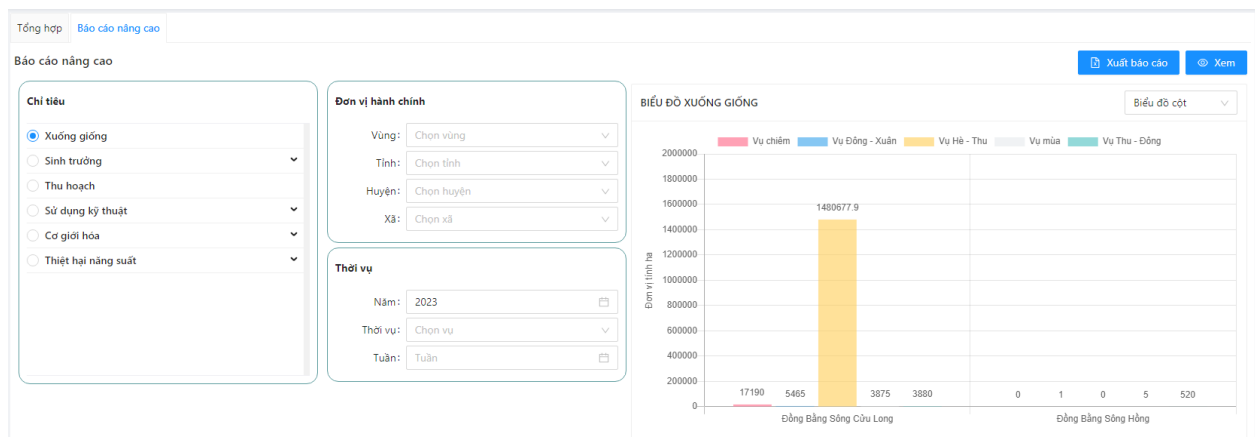 Tổng hợp Báo cáo nâng cao
Báo cáo nâng cao
Xuất báo cáo Xem
Chỉ tiêu
Xuống giống
Sinh trưởng
Thu hoạch
Sử dụng kỹ thuật
Cơ giới hóa
Thiệt hại năng suất
Đơn vị hành chính
Vùng: Chọn vùng
Tỉnh: Chọn tỉnh
Huyện: Chọn huyện
Xã: Chọn xã
Thời vụ
Năm: 2023
Thời vụ: Chọn vụ
Tuần: Tuần
BIỂU ĐỒ XUỐNG GIỐNG Biểu đồ cột
Vụ chiêm Vụ Đông - Xuân Vụ Hè - Thu Vụ mùa Vụ Thu - Đông
Đơn vị tính ha
2000000
1800000
1600000
1400000
1200000
1000000
800000
600000
400000
200000
0
17190 5465 1480677.9 3875 3880
0 1 0 5 520
Đồng Bằng Sông Cửu Long Đồng Bằng Sông Hồng